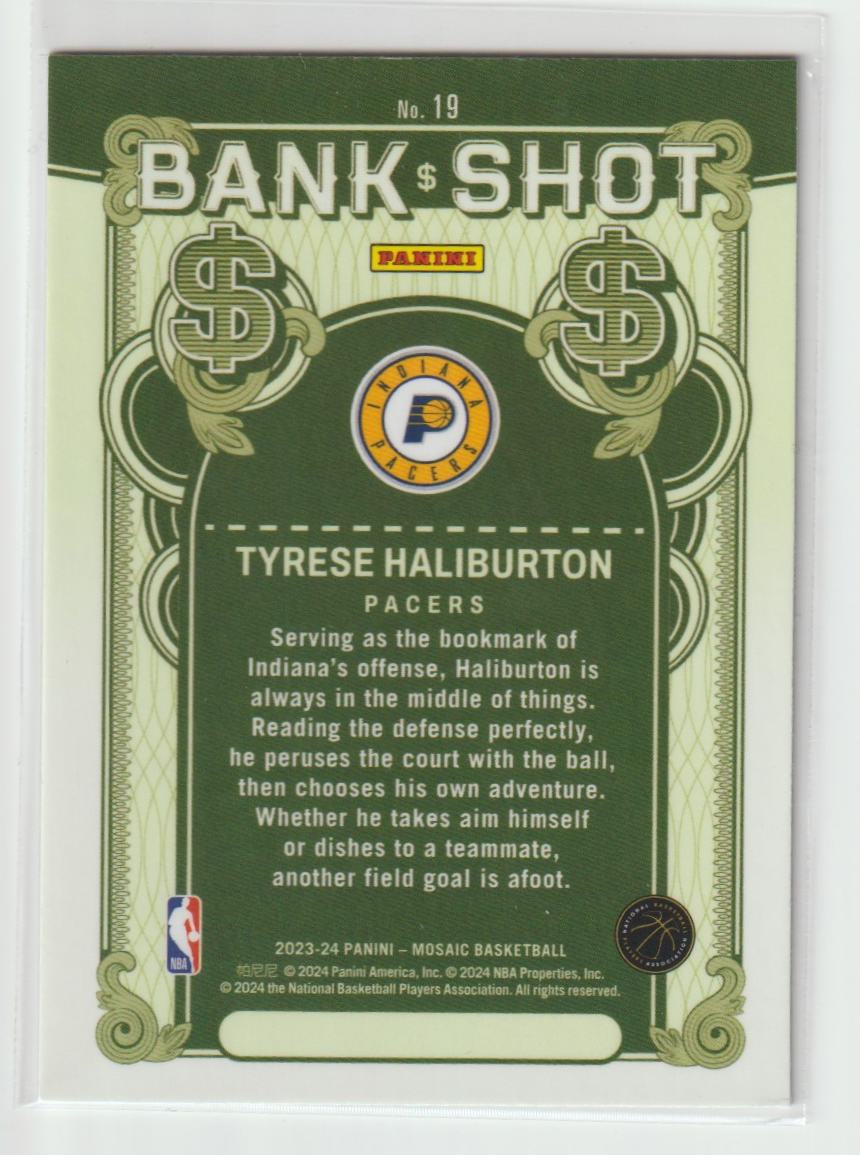 No. 19
BANK $ SHOT
PANINI
$ $
INDIANA
P
PACERS
TYRESE HALIBURTON
PACERS
Serving as the bookmark of
Indiana's offense, Haliburton is
always in the middle of things.
Reading the defense perfectly,
he peruses the court with the ball,
then chooses his own adventure.
Whether he takes aim himself
or dishes to a teammate,
another field goal is afoot.
NBA
NATIONAL BASKETBALL
PLAYERS ASSOCIATION
2023-24 PANINI – MOSAIC BASKETBALL
帕尼尼 © 2024 Panini America, Inc. © 2024 NBA Properties, Inc.
© 2024 the National Basketball Players Association. All rights reserved.